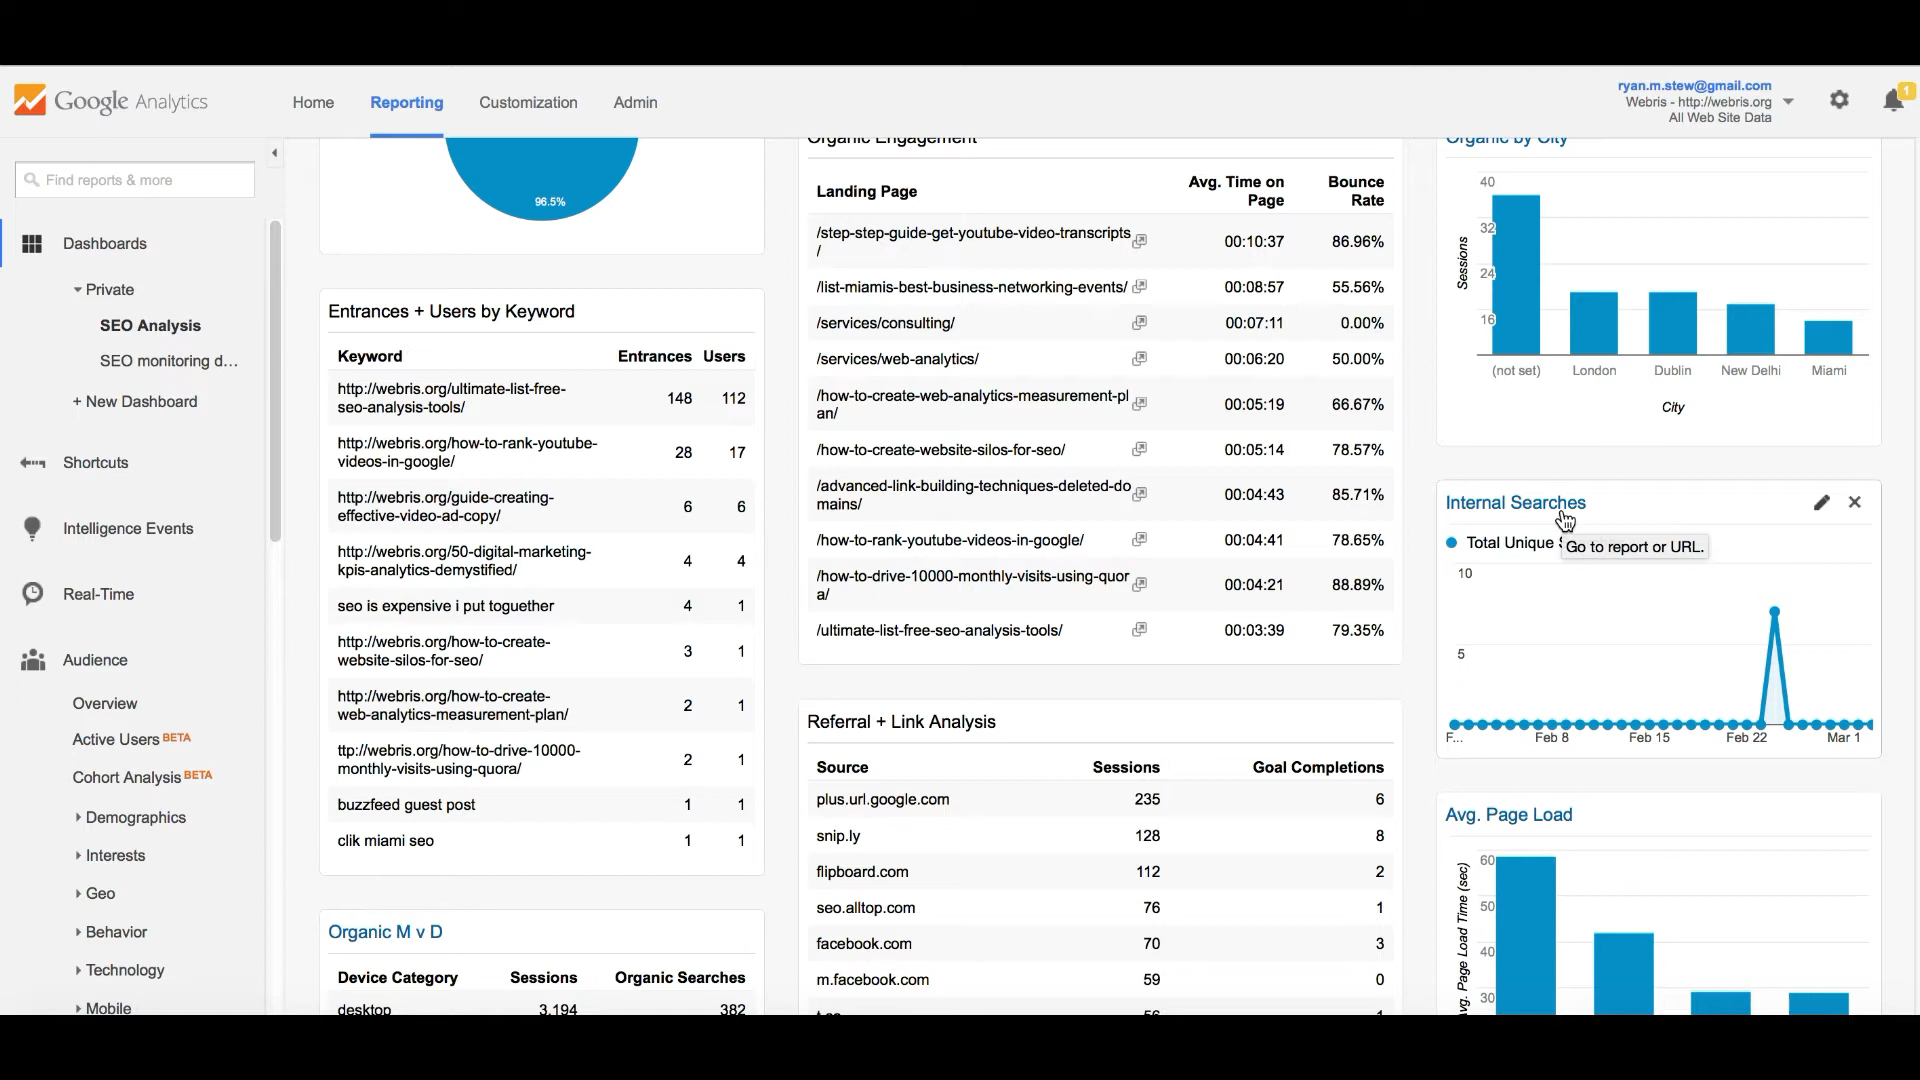 Google Analytics
Home
Reporting
Customization
Admin
ryan.m.stew@gmail.com
Webris - http://webris.org
All Web Site Data
1
Find reports & more
Dashboards
Private
SEO Analysis
SEO monitoring d...
+ New Dashboard
Shortcuts
Intelligence Events
Real-Time
Audience
Overview
Active Users BETA
Cohort Analysis BETA
Demographics
Interests
Geo
Behavior
Technology
Mobile
96.5%
Entrances + Users by Keyword
Keyword Entrances Users
http://webris.org/ultimate-list-free-
seo-analysis-tools/ 148 112
http://webris.org/how-to-rank-youtube-
videos-in-google/ 28 17
http://webris.org/guide-creating-
effective-video-ad-copy/ 6 6
http://webris.org/50-digital-marketing-
kpis-analytics-demystified/ 4 4
seo is expensive i put toguether 4 1
http://webris.org/how-to-create-
website-silos-for-seo/ 3 1
http://webris.org/how-to-create-
web-analytics-measurement-plan/ 2 1
ttp://webris.org/how-to-drive-10000-
monthly-visits-using-quora/ 2 1
buzzfeed guest post 1 1
clik miami seo 1 1
Organic M v D
Device Category Sessions Organic Searches
desktop 3,194 382
Organic Engagement
Landing Page Avg. Time on Page Bounce Rate
/step-step-guide-get-youtube-video-transcripts
/ 00:10:37 86.96%
/list-miamis-best-business-networking-events/ 00:08:57 55.56%
/services/consulting/ 00:07:11 0.00%
/services/web-analytics/ 00:06:20 50.00%
/how-to-create-web-analytics-measurement-pl
an/ 00:05:19 66.67%
/how-to-create-website-silos-for-seo/ 00:05:14 78.57%
/advanced-link-building-techniques-deleted-do
mains/ 00:04:43 85.71%
/how-to-rank-youtube-videos-in-google/ 00:04:41 78.65%
/how-to-drive-10000-monthly-visits-using-quor
a/ 00:04:21 88.89%
/ultimate-list-free-seo-analysis-tools/ 00:03:39 79.35%
Referral + Link Analysis
Source Sessions Goal Completions
plus.url.google.com 235 6
snip.ly 128 8
flipboard.com 112 2
seo.alltop.com 76 1
facebook.com 70 3
m.facebook.com 59 0
56 1
Organic by City
Sessions
40
32
24
16
(not set) London Dublin New Delhi Miami
City
Internal Searches
Total Unique
Go to report or URL.
10
5
F... Feb 8 Feb 15 Feb 22 Mar 1
Avg. Page Load
Avg. Page Load Time (sec)
60
50
40
30